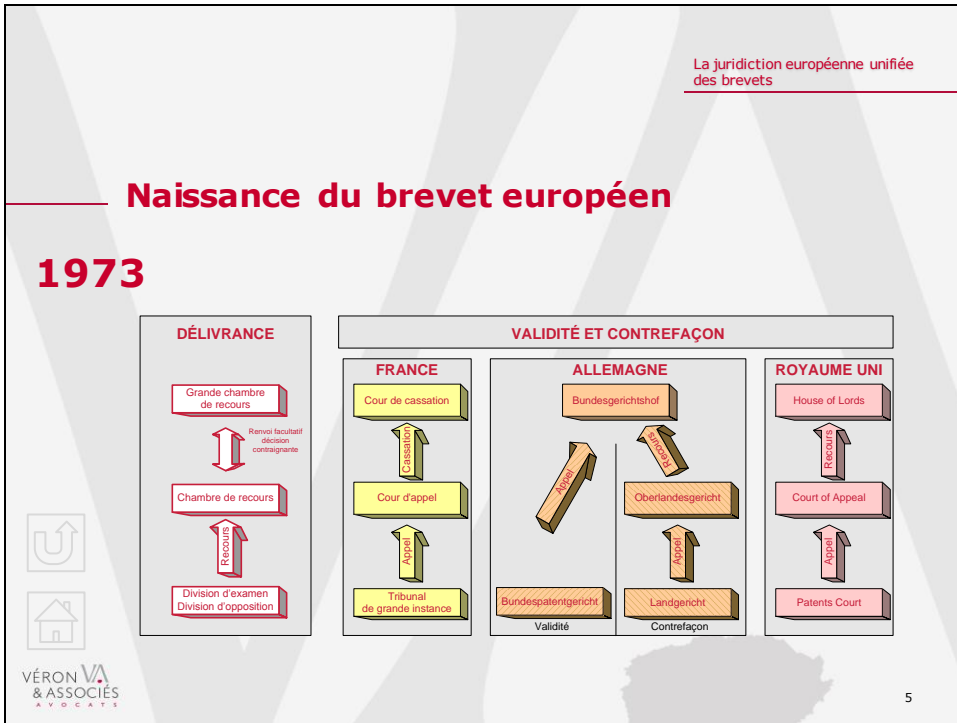 La juridiction européenne unifiée
des brevets
Naissance du brevet européen
1973
DÉLIVRANCE
Grande chambre
de recours
Renvoi facultatif
décision
contraignante
Chambre de recours
Recours
Division d'examen
Division d'opposition
VALIDITÉ ET CONTREFAÇON
FRANCE
Cour de cassation
Cassation
Cour d'appel
Appel
Tribunal
de grande instance
ALLEMAGNE
Bundesgerichtshof
Appel
Recours
Oberlandesgericht
Appel
Bundespatentgericht
Landgericht
Validité
Contrefaçon
ROYAUME UNI
House of Lords
Recours
Court of Appeal
Appel
Patents Court
VÉRON VA
& ASSOCIÉS
AVOCATS
5